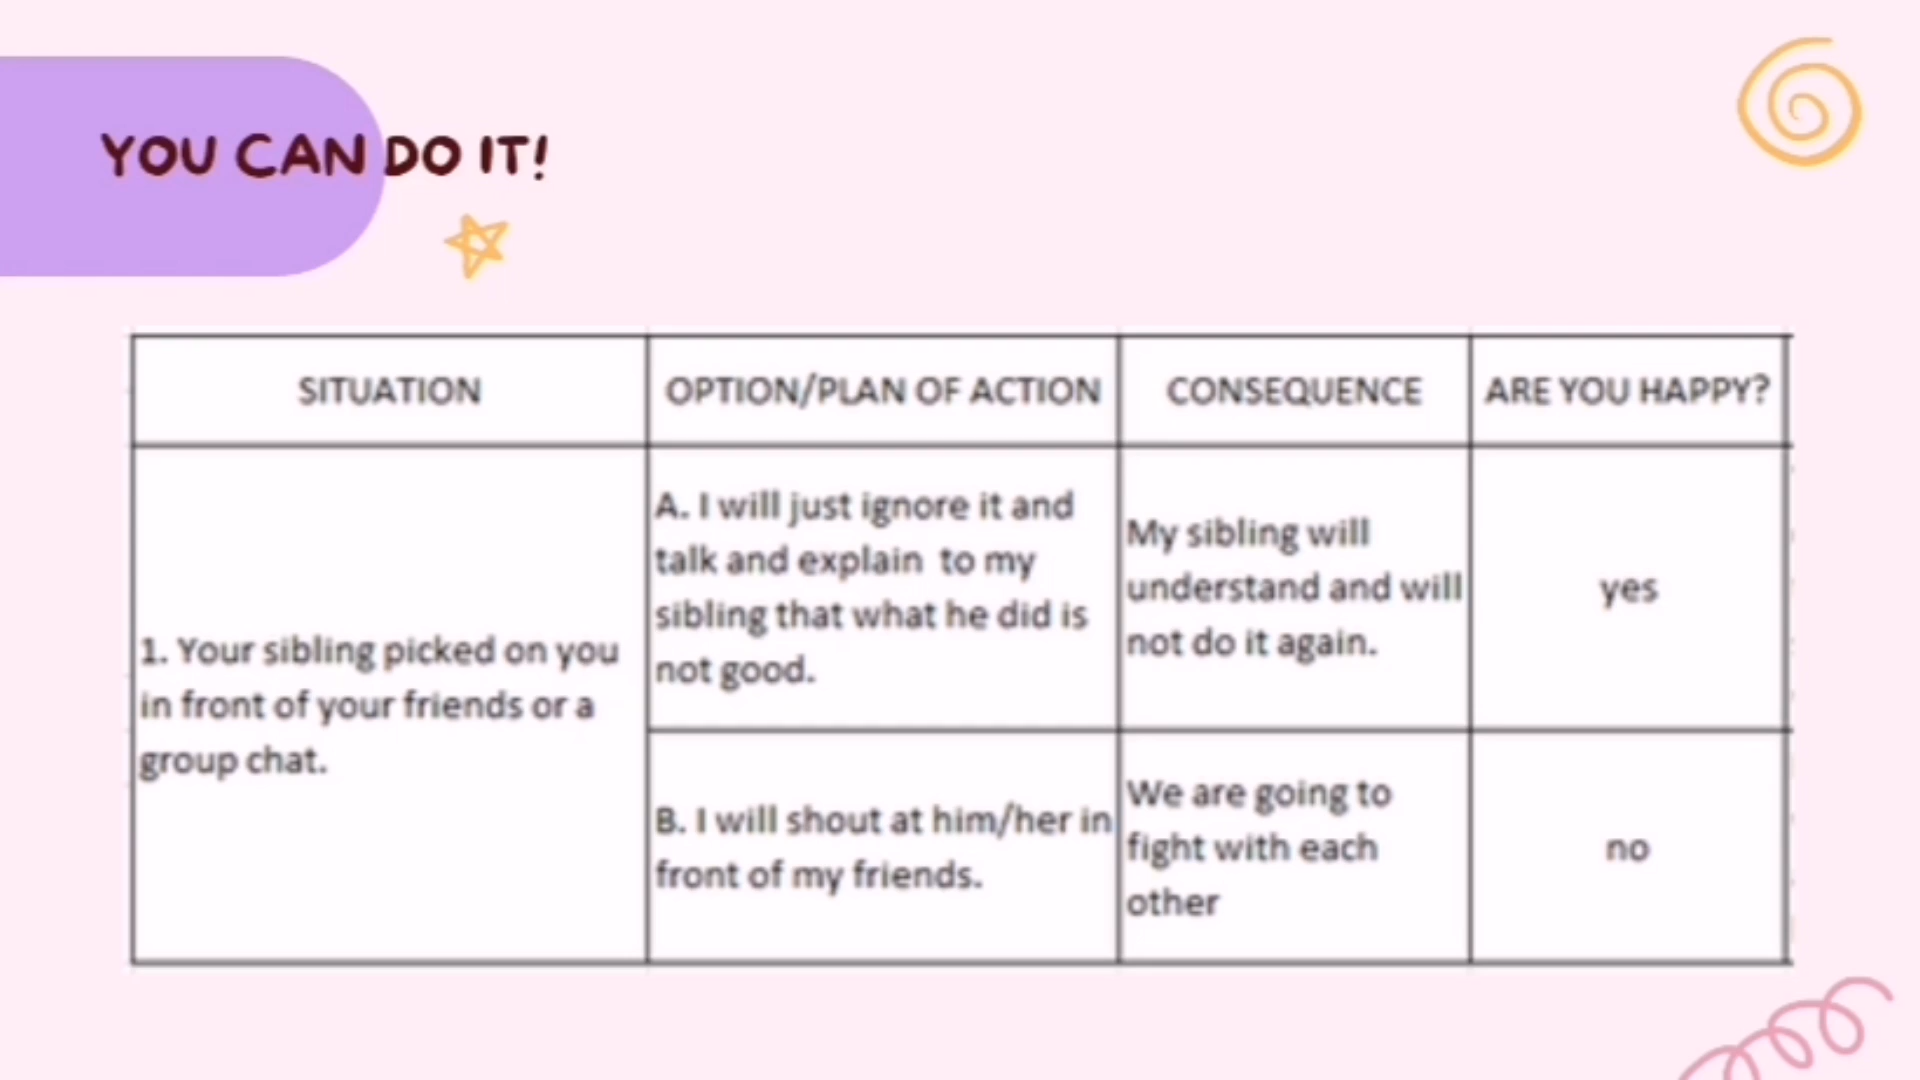 YOU CAN DO IT!
SITUATION
OPTION/PLAN OF ACTION
CONSEQUENCE
ARE YOU HAPPY?
1. Your sibling picked on you
in front of your friends or a
group chat.
A. I will just ignore it and
talk and explain to my
sibling that what he did is
not good.
My sibling will
understand and will
not do it again.
yes
B. I will shout at him/her in
front of my friends.
We are going to
fight with each
other
no